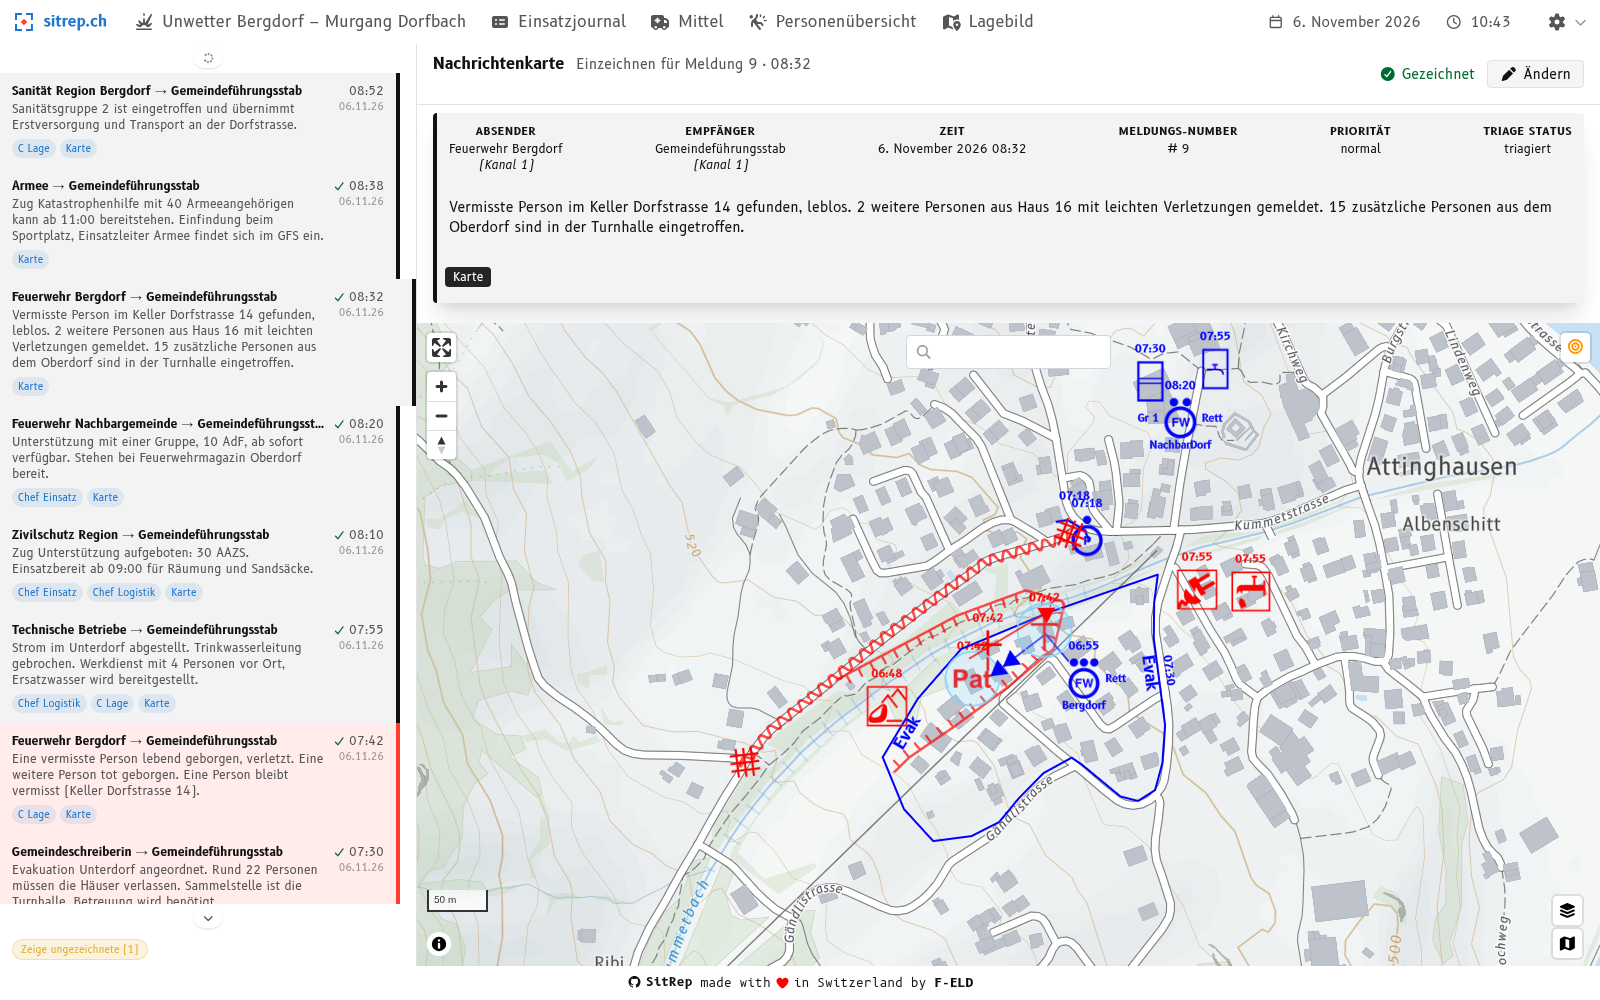 sitrep.ch
Unwetter Bergdorf – Murgang Dorfbach
Einsatzjournal
Mittel
Personenübersicht
Lagebild
6. November 2026
10:43
Sanität Region Bergdorf → Gemeindeführungsstab
08:52
06.11.26
Sanitätsgruppe 2 ist eingetroffen und übernimmt
Erstversorgung und Transport an der Dorfstrasse.
C Lage
Karte
Armee → Gemeindeführungsstab
08:38
06.11.26
Zug Katastrophenhilfe mit 40 Armeeangehörigen
kann ab 11:00 bereitstehen. Einfindung beim
Sportplatz, Einsatzleiter Armee findet sich im GFS ein.
Karte
Feuerwehr Bergdorf → Gemeindeführungsstab
08:32
06.11.26
Vermisste Person im Keller Dorfstrasse 14 gefunden,
leblos. 2 weitere Personen aus Haus 16 mit leichten
Verletzungen gemeldet. 15 zusätzliche Personen aus
dem Oberdorf sind in der Turnhalle eingetroffen.
Karte
Feuerwehr Nachbargemeinde → Gemeindeführungsst...
08:20
06.11.26
Unterstützung mit einer Gruppe, 10 AdF, ab sofort
verfügbar. Stehen bei Feuerwehrmagazin Oberdorf
bereit.
Chef Einsatz
Karte
Zivilschutz Region → Gemeindeführungsstab
08:10
06.11.26
Zug Unterstützung aufgeboten: 30 AAZS.
Einsatzbereit ab 09:00 für Räumung und Sandsäcke.
Chef Einsatz
Chef Logistik
Karte
Technische Betriebe → Gemeindeführungsstab
07:55
06.11.26
Strom im Unterdorf abgestellt. Trinkwasserleitung
gebrochen. Werkdienst mit 4 Personen vor Ort,
Ersatzwasser wird bereitgestellt.
Chef Logistik
C Lage
Karte
Feuerwehr Bergdorf → Gemeindeführungsstab
07:42
06.11.26
Eine vermisste Person lebend geborgen, verletzt. Eine
weitere Person tot geborgen. Eine Person bleibt
vermisst (Keller Dorfstrasse 14).
C Lage
Karte
Gemeindeschreiberin → Gemeindeführungsstab
07:30
06.11.26
Evakuation Unterdorf angeordnet. Rund 22 Personen
müssen die Häuser verlassen. Sammelstelle ist die
Turnhalle. Betreuung wird benötigt.
Zeige ungezeichnete (1)
Nachrichtenkarte
Einzeichnen für Meldung 9 · 08:32
Gezeichnet
Ändern
ABSENDER
Feuerwehr Bergdorf
(Kanal 1)
EMPFÄNGER
Gemeindeführungsstab
(Kanal 1)
ZEIT
6. November 2026 08:32
MELDUNGS-NUMBER
# 9
PRIORITÄT
normal
TRIAGE STATUS
triagiert
Vermisste Person im Keller Dorfstrasse 14 gefunden, leblos. 2 weitere Personen aus Haus 16 mit leichten Verletzungen gemeldet. 15 zusätzliche Personen aus dem
Oberdorf sind in der Turnhalle eingetroffen.
Karte
07:30
07:55
08:20
Gr 1
FW
Rett
NachbarDorf
Kirchweg
Burgst
Lindenweg
strasse
Attinghausen
Albenschitt
Kummetstrasse
07:18
07:18
520
07:55
07:55
07:42
07:42
07:42
Pat
06:48
06:55
FW
Rett
Bergdorf
Evak
07:30
Evak
Gandlistrasse
Gandlistrasse
mmetbach
Ribi
500
ochweg
50 m
SitRep made with ❤ in Switzerland by F-ELD